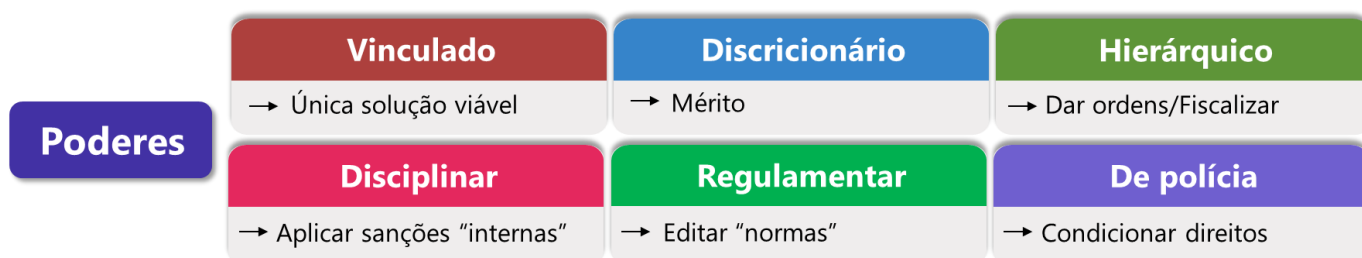 Poderes
Vinculado
→ Única solução viável
Discricionário
→ Mérito
Hierárquico
→ Dar ordens/Fiscalizar
Disciplinar
→ Aplicar sanções “internas”
Regulamentar
→ Editar “normas”
De polícia
→ Condicionar direitos